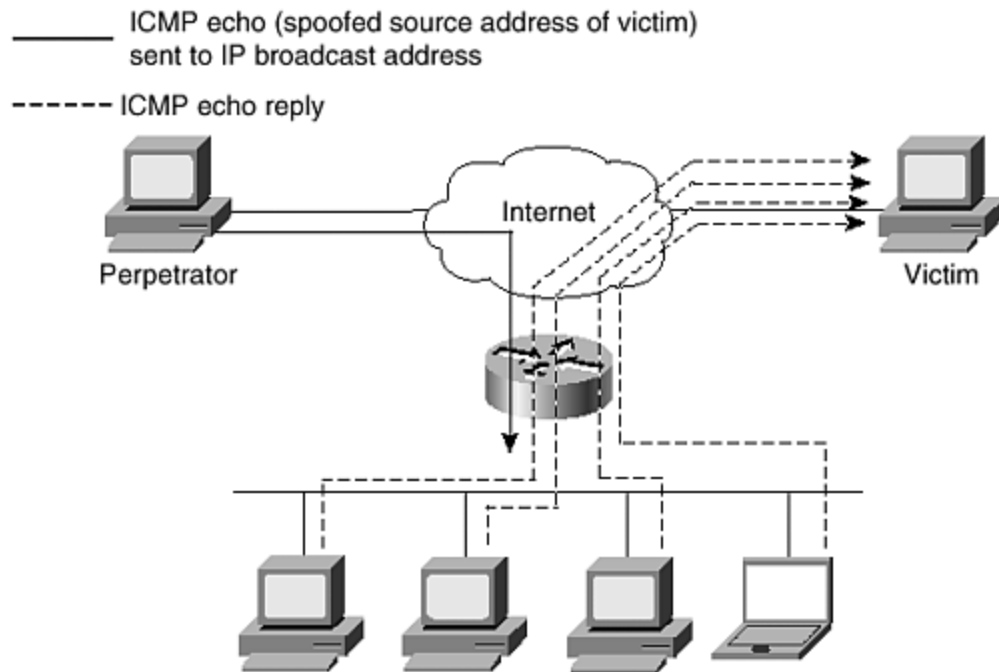 ICMP echo (spoofed source address of victim)
sent to IP broadcast address
ICMP echo reply
Internet
Perpetrator
Victim